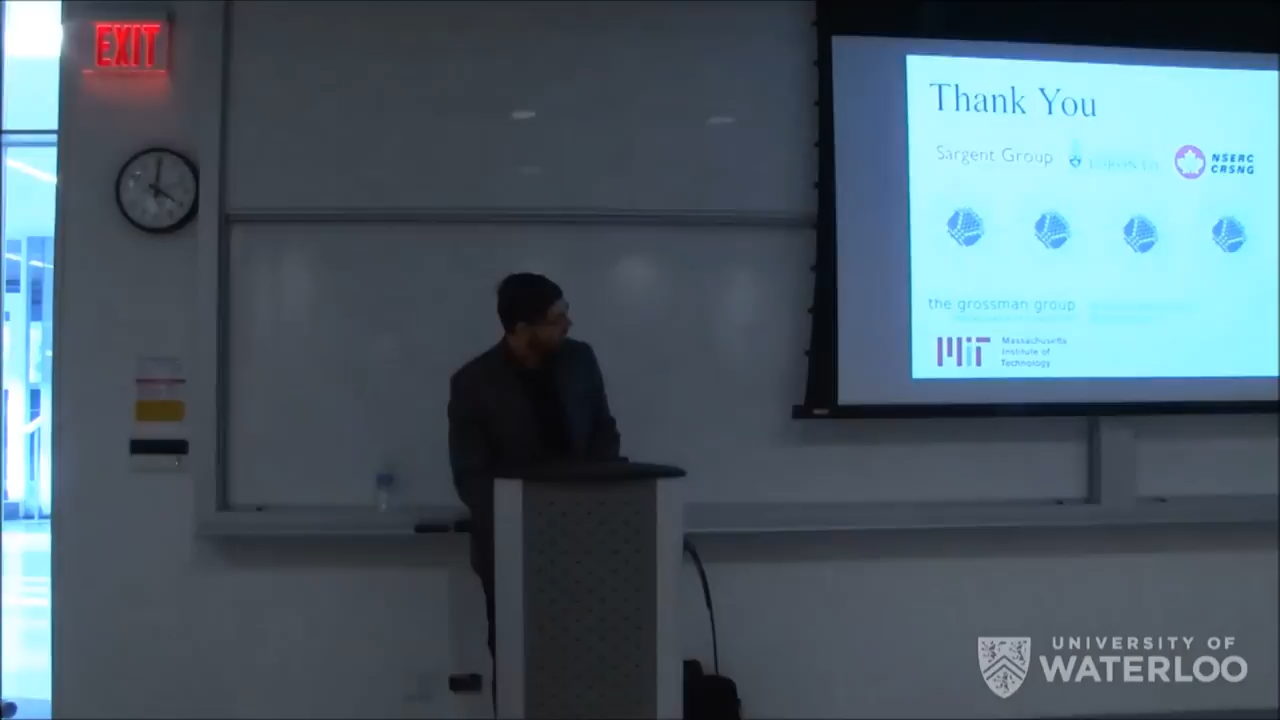 EXIT
Thank You
Sargent Group
NSERC
CRSNG
the grossman group
MIT
Massachusetts
Institute of
Technology
UNIVERSITY OF
WATERLOO